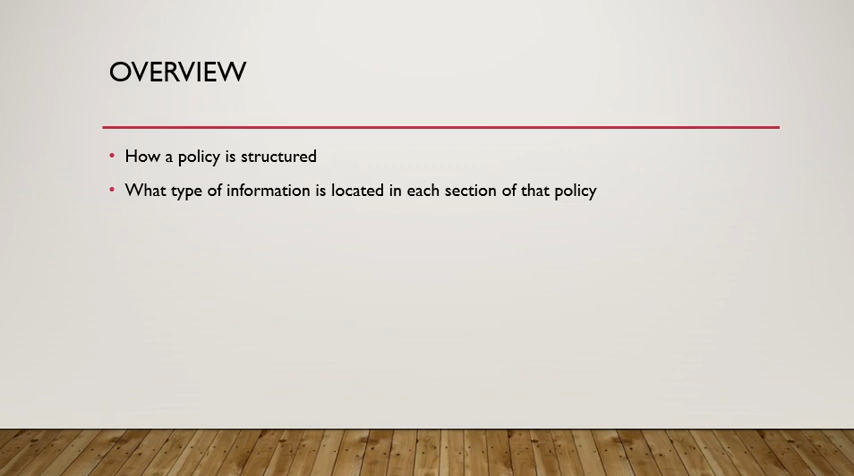 OVERVIEW
• How a policy is structured
• What type of information is located in each section of that policy